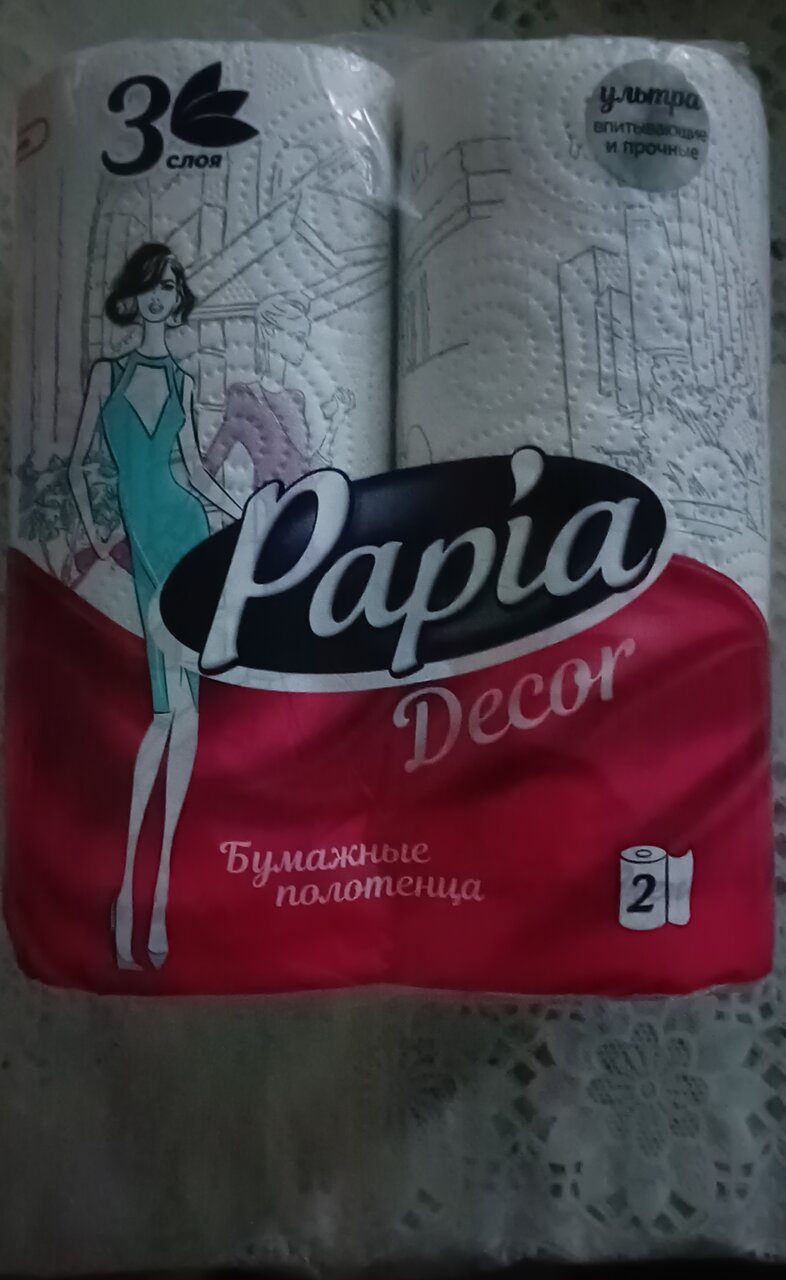 3
слоя
ультра
впитывающие
и прочные
Papia
Decor
Бумажные
полотенца
2